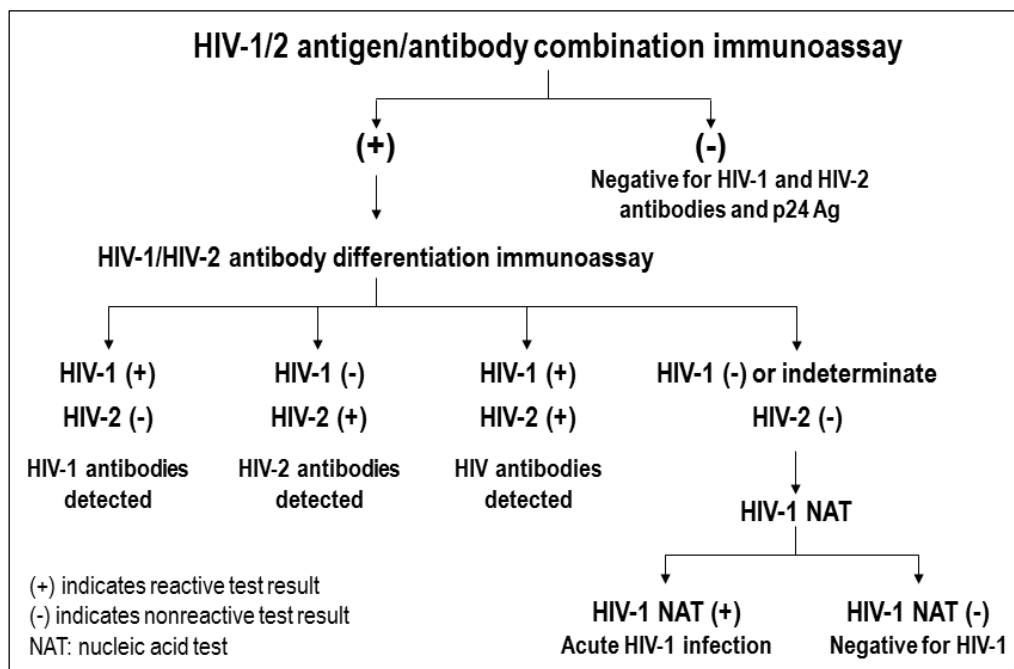 HIV-1/2 antigen/antibody combination immunoassay
(+)
(-)
Negative for HIV-1 and HIV-2
antibodies and p24 Ag
HIV-1/HIV-2 antibody differentiation immunoassay
HIV-1 (+)
HIV-2 (-)
HIV-1 antibodies
detected
HIV-1 (-)
HIV-2 (+)
HIV-2 antibodies
detected
HIV-1 (+)
HIV-2 (+)
HIV antibodies
detected
HIV-1 (-) or indeterminate
HIV-2 (-)
HIV-1 NAT
HIV-1 NAT (+)
Acute HIV-1 infection
HIV-1 NAT (-)
Negative for HIV-1
(+) indicates reactive test result
(-) indicates nonreactive test result
NAT: nucleic acid test